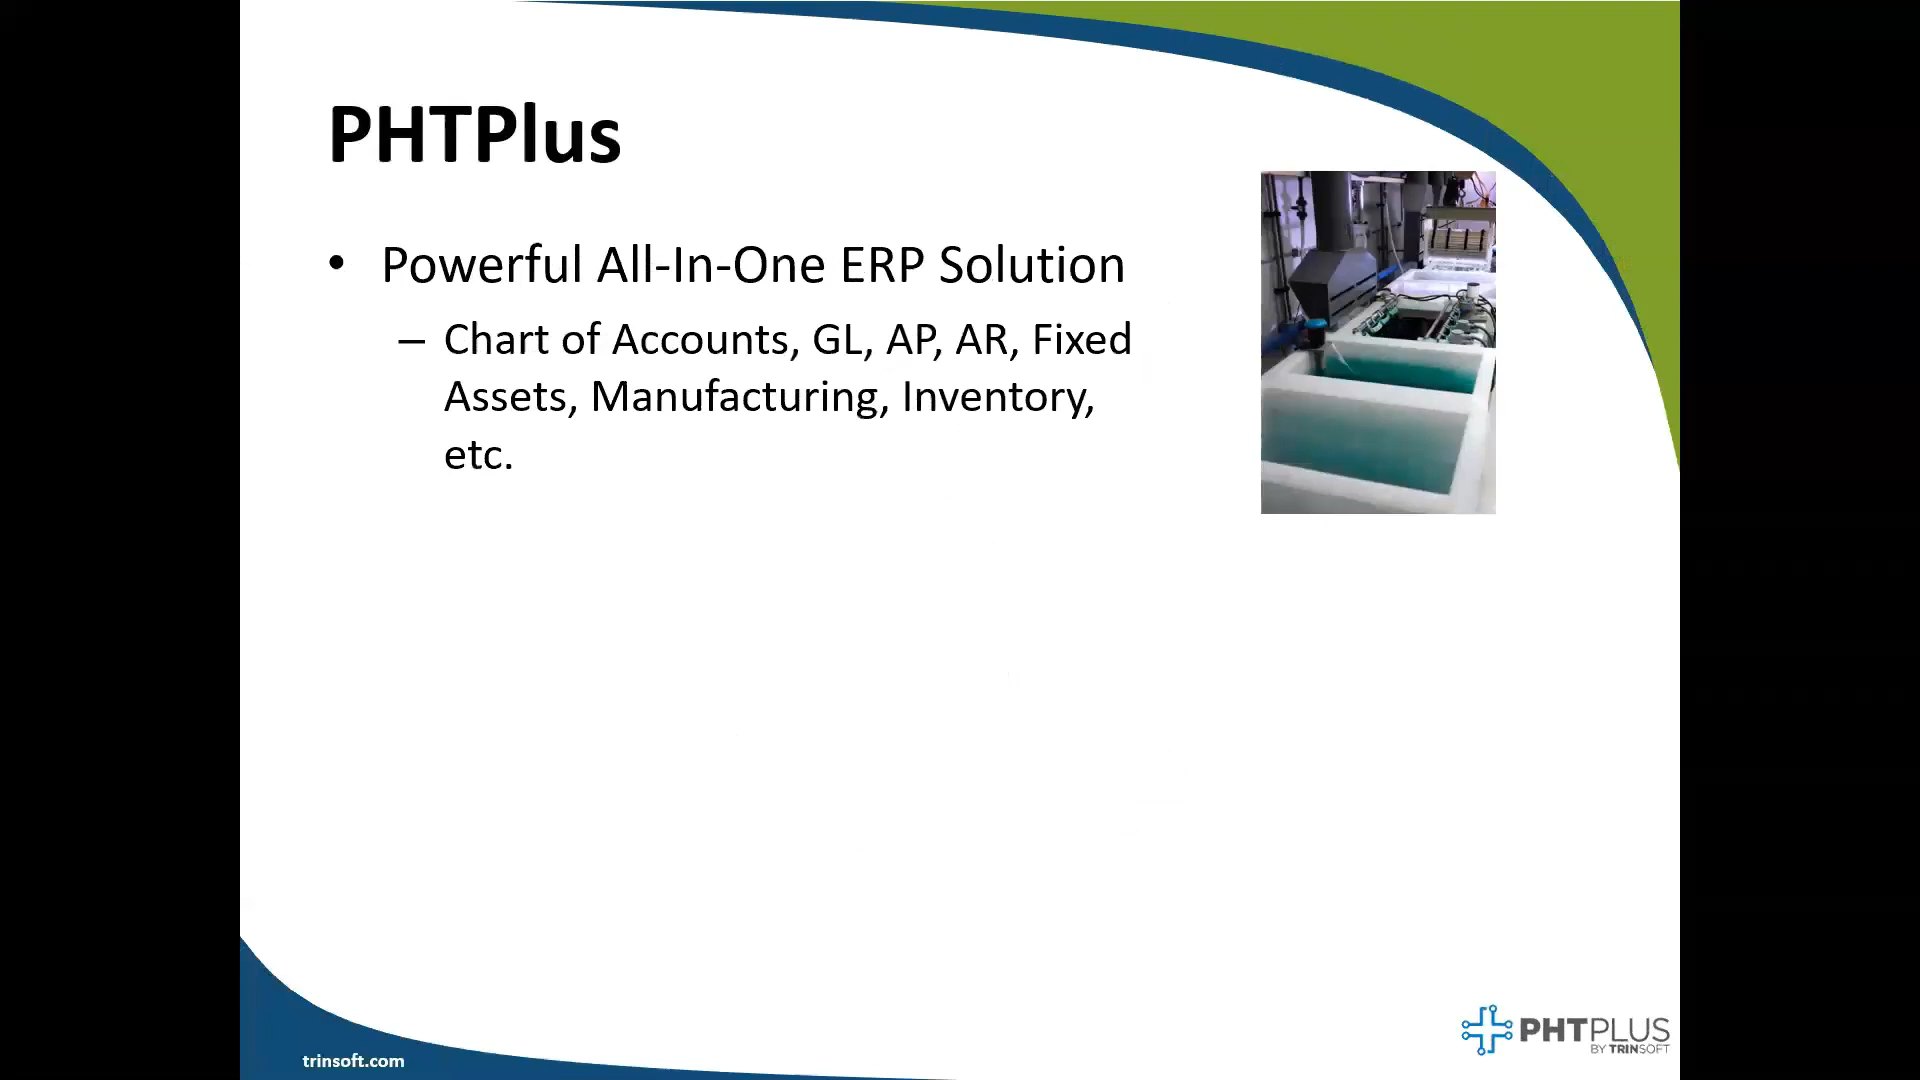 PHTPlus
• Powerful All-In-One ERP Solution
– Chart of Accounts, GL, AP, AR, Fixed
Assets, Manufacturing, Inventory,
etc.
trinsoft.com
PHTPLUS
BY TRINSOFT